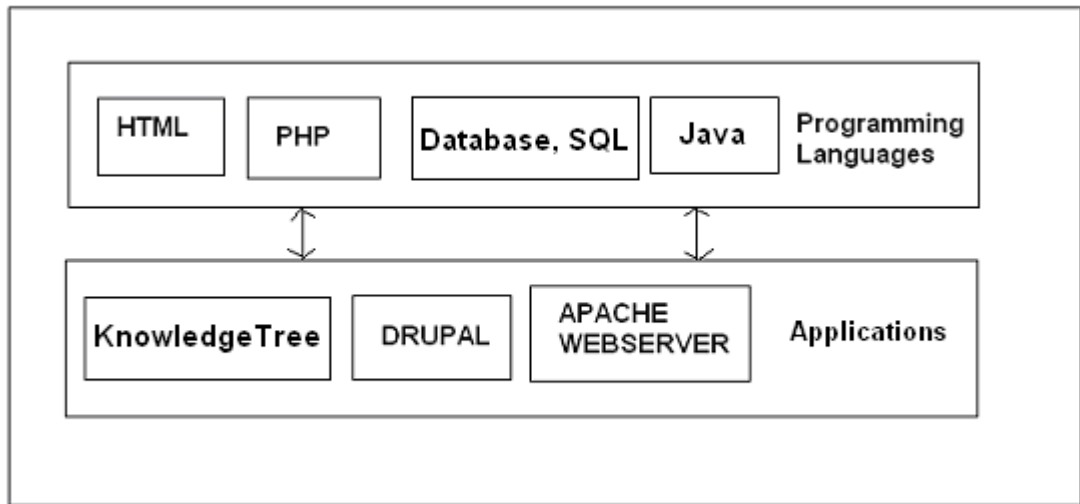 HTML
PHP
Database, SQL
Java
Programming
Languages
KnowledgeTree
DRUPAL
APACHE
WEBSERVER
Applications